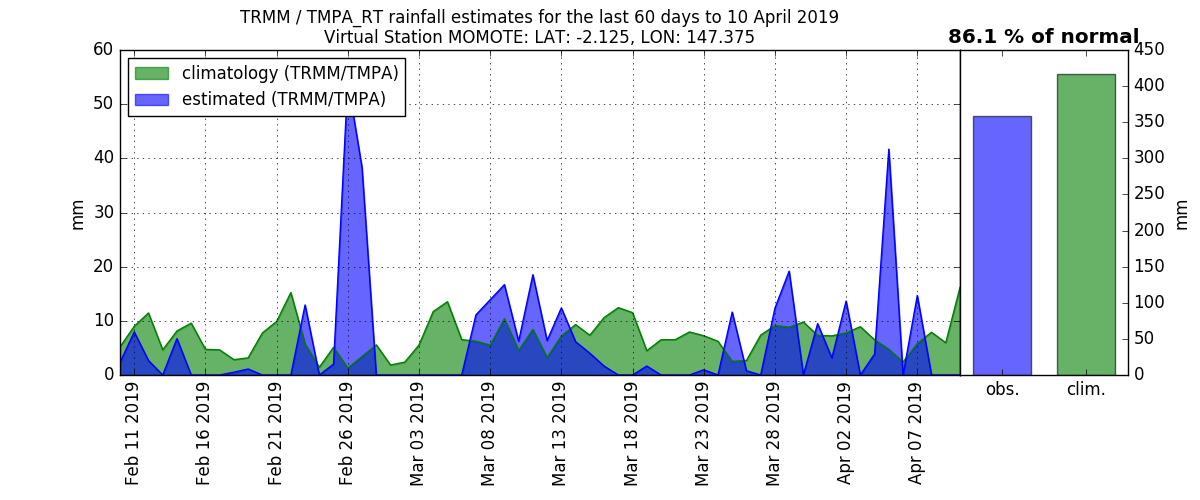 TRMM / TMPA_RT rainfall estimates for the last 60 days to 10 April 2019
Virtual Station MOMOTE: LAT: -2.125, LON: 147.375
86.1 % of normal
climatology (TRMM/TMPA)
estimated (TRMM/TMPA)
mm
60
50
40
30
20
10
0
Feb 11 2019
Feb 16 2019
Feb 21 2019
Feb 26 2019
Mar 03 2019
Mar 08 2019
Mar 13 2019
Mar 18 2019
Mar 23 2019
Mar 28 2019
Apr 02 2019
Apr 07 2019
obs.
clim.
450
400
350
300
250
200
150
100
50
0
mm